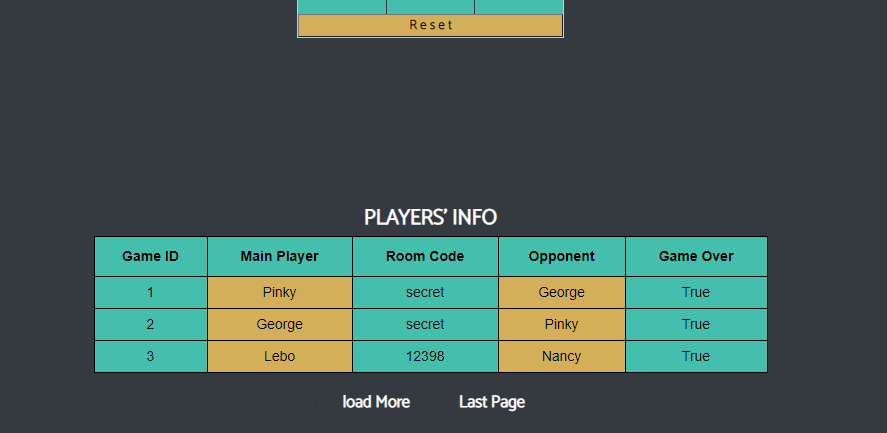 Reset
PLAYERS’ INFO
Game ID Main Player Room Code Opponent Game Over
1 Pinky secret George True
2 George secret Pinky True
3 Lebo 12398 Nancy True
load More Last Page